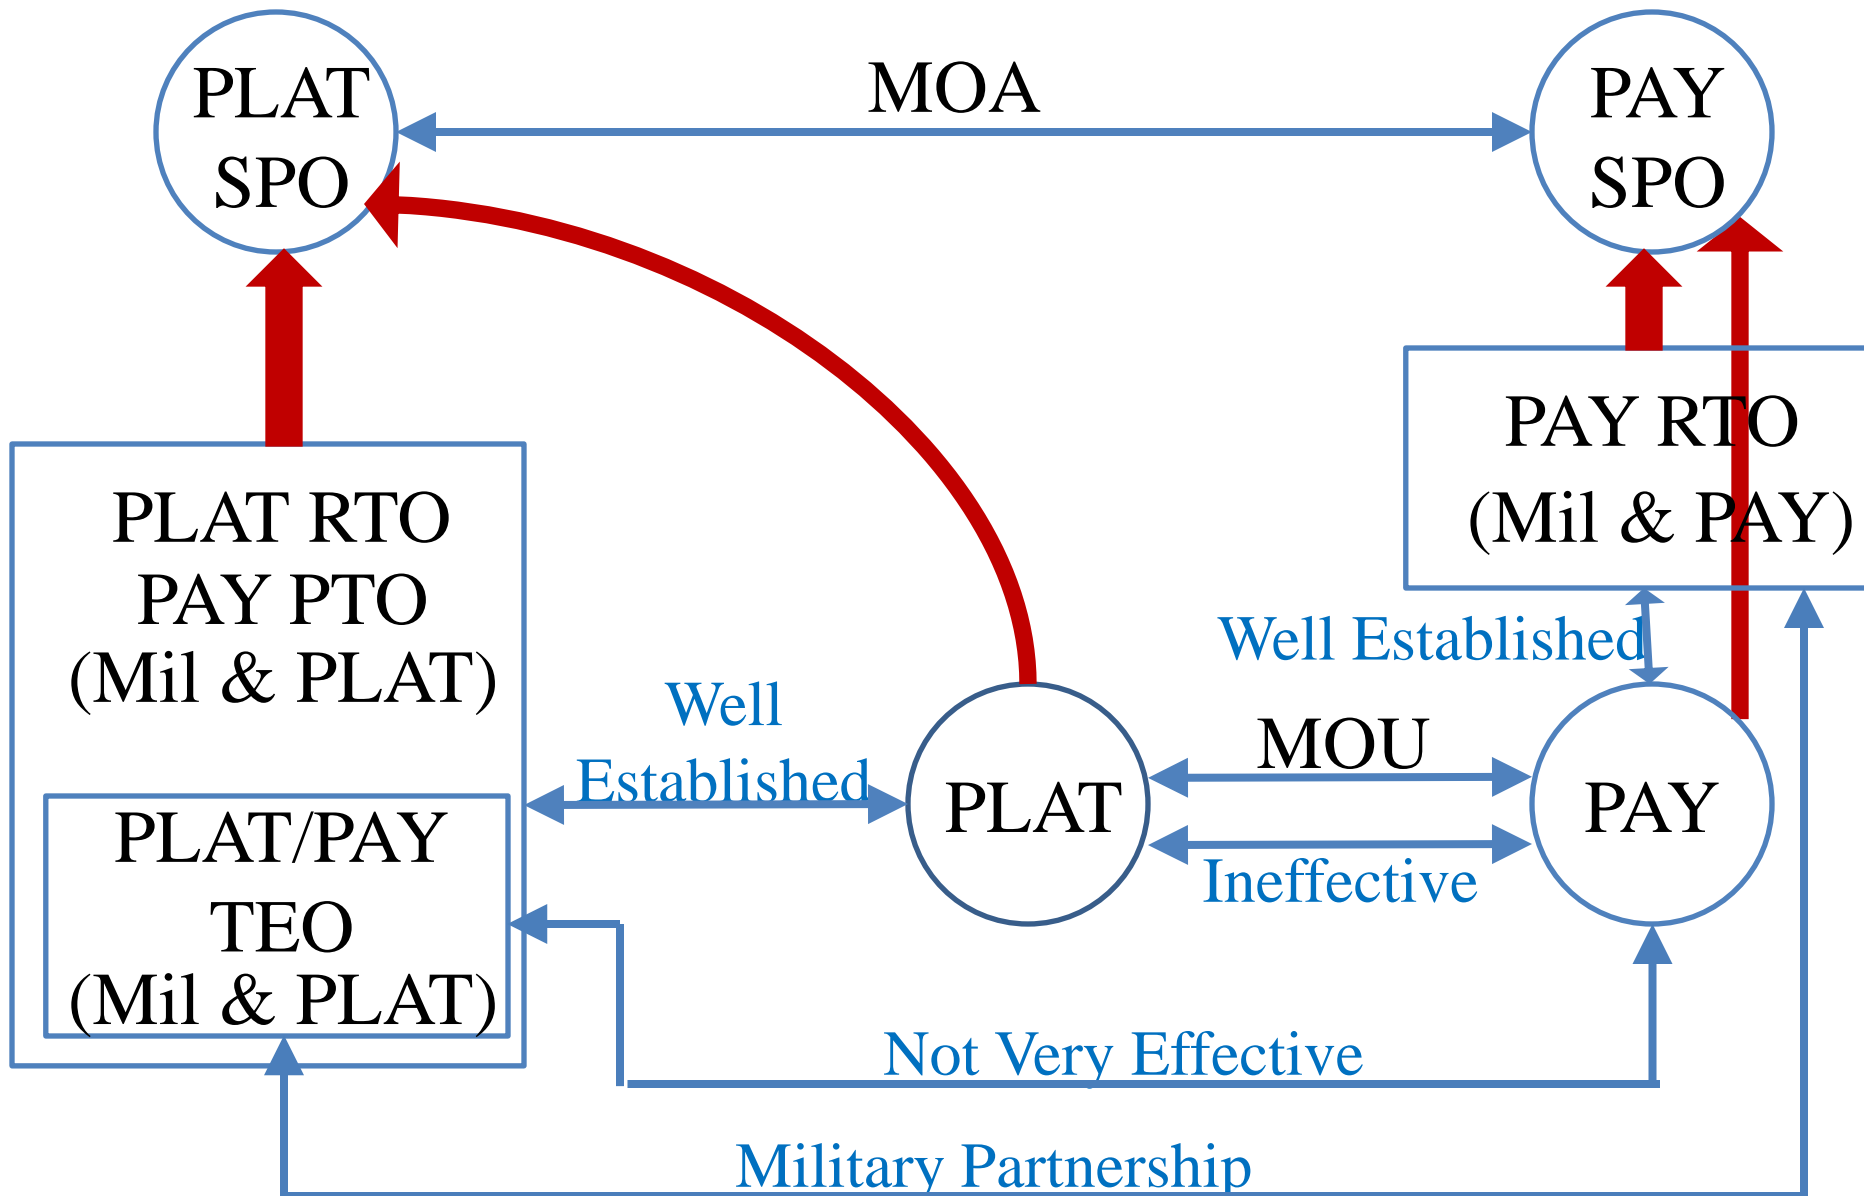 PLAT
SPO
MOA
PAY
SPO
PAY RTO
(Mil & PAY)
PLAT RTO
PAY PTO
(Mil & PLAT)
Well Established
Well
Established
MOU
PLAT
PAY
Ineffective
PLAT/PAY
TEO
(Mil & PLAT)
Not Very Effective
Military Partnership